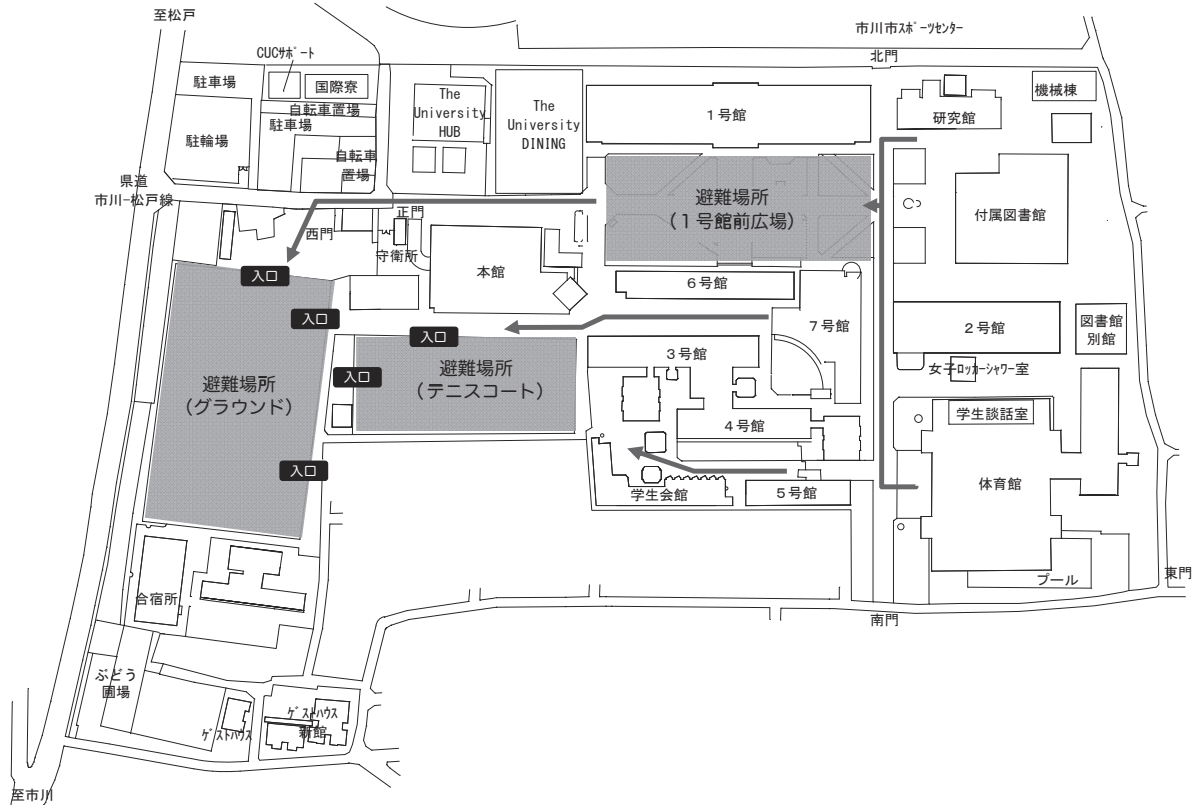 至松戸
市川市スポーツセンター
北門
CUCサポート
駐車場
国際寮
自転車置場
駐車場
駐輪場
自転車
置場
The
University
HUB
The
University
DINING
1号館
研究館
機械棟
県道
市川−松戸線
正門
西門
守衛所
避難場所
(1号館前広場)
付属図書館
入口
本館
6号館
入口
入口
7号館
2号館
図書館
別館
3号館
避難場所
(グラウンド)
入口
避難場所
(テニスコート)
女子ロッカーシャワー室
学生談話室
4号館
入口
学生会館
5号館
体育館
プール
東門
南門
合宿所
ぶどう
圃場
ゲストハウス
ゲストハウス
新館
至市川